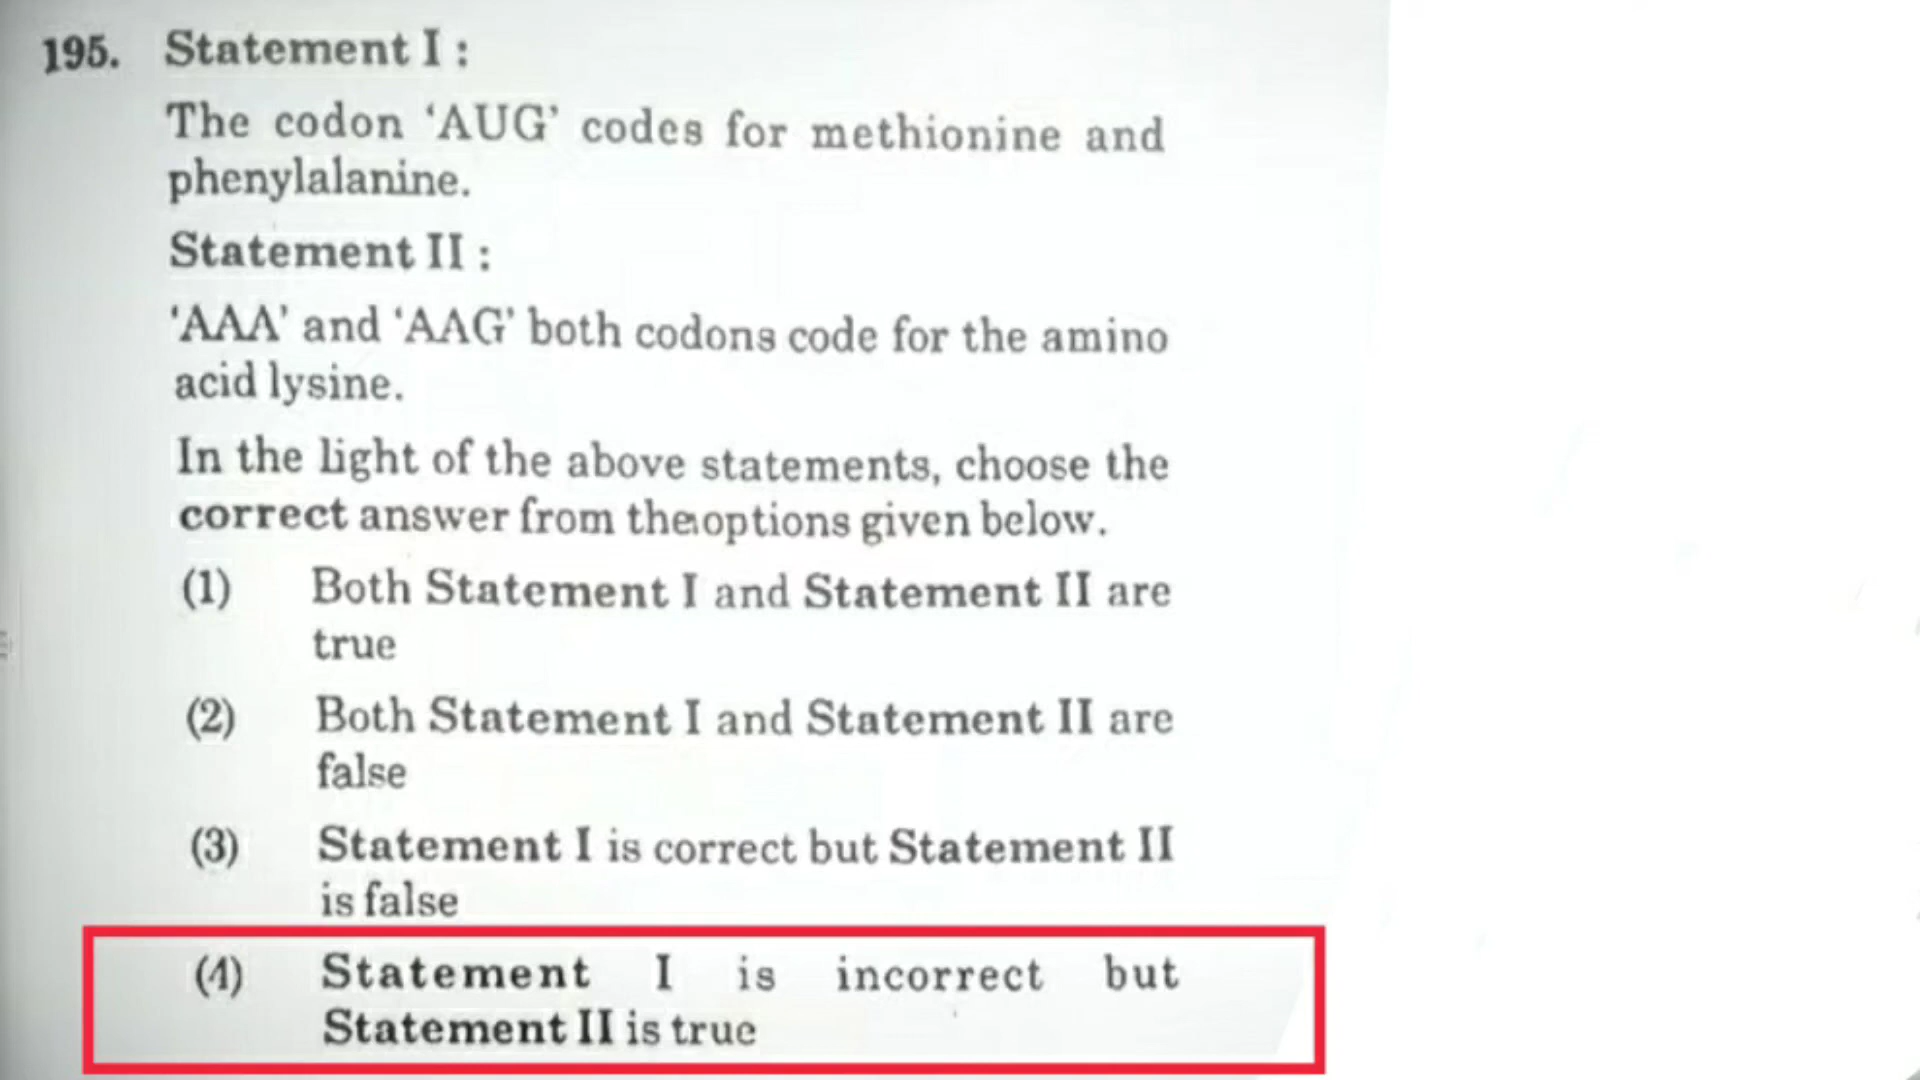 195. Statement I :
The codon ‘AUG’ codes for methionine and
phenylalanine.
Statement II :
‘AAA’ and ‘AAG’ both codons code for the amino
acid lysine.
In the light of the above statements, choose the
correct answer from the options given below.
(1) Both Statement I and Statement II are
true
(2) Both Statement I and Statement II are
false
(3) Statement I is correct but Statement II
is false
(4) Statement I is incorrect but
Statement II is true